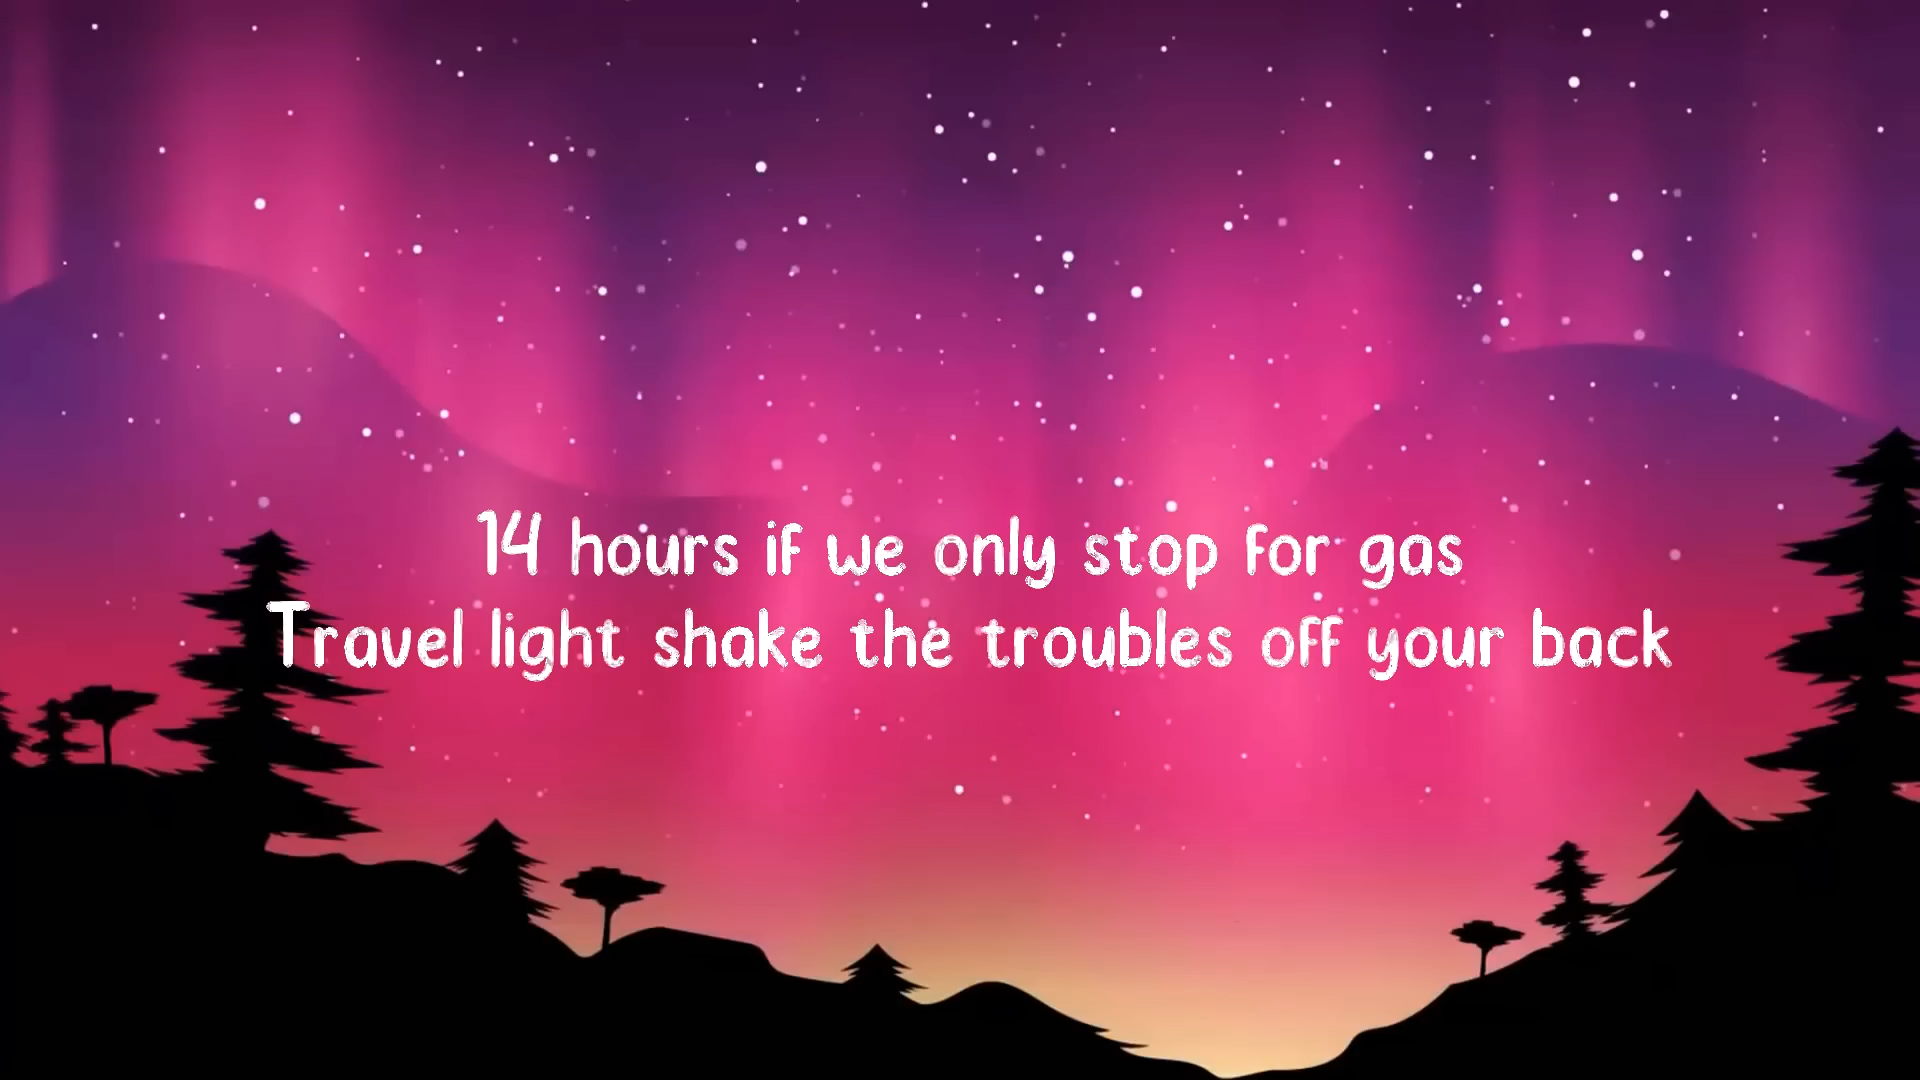 14 hours if we only stop for gas
Travel light shake the troubles off your back